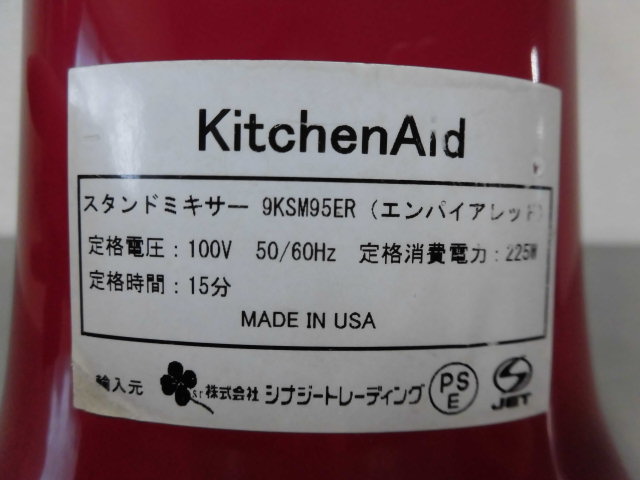 KitchenAid
スタンドミキサー 9KSM95ER (エンパイアレッド)
定格電圧:100V 50/60Hz 定格消費電力:225W
定格時間:15分
MADE IN USA
輸入元 株式会社 シナジートレーディング PSE JET